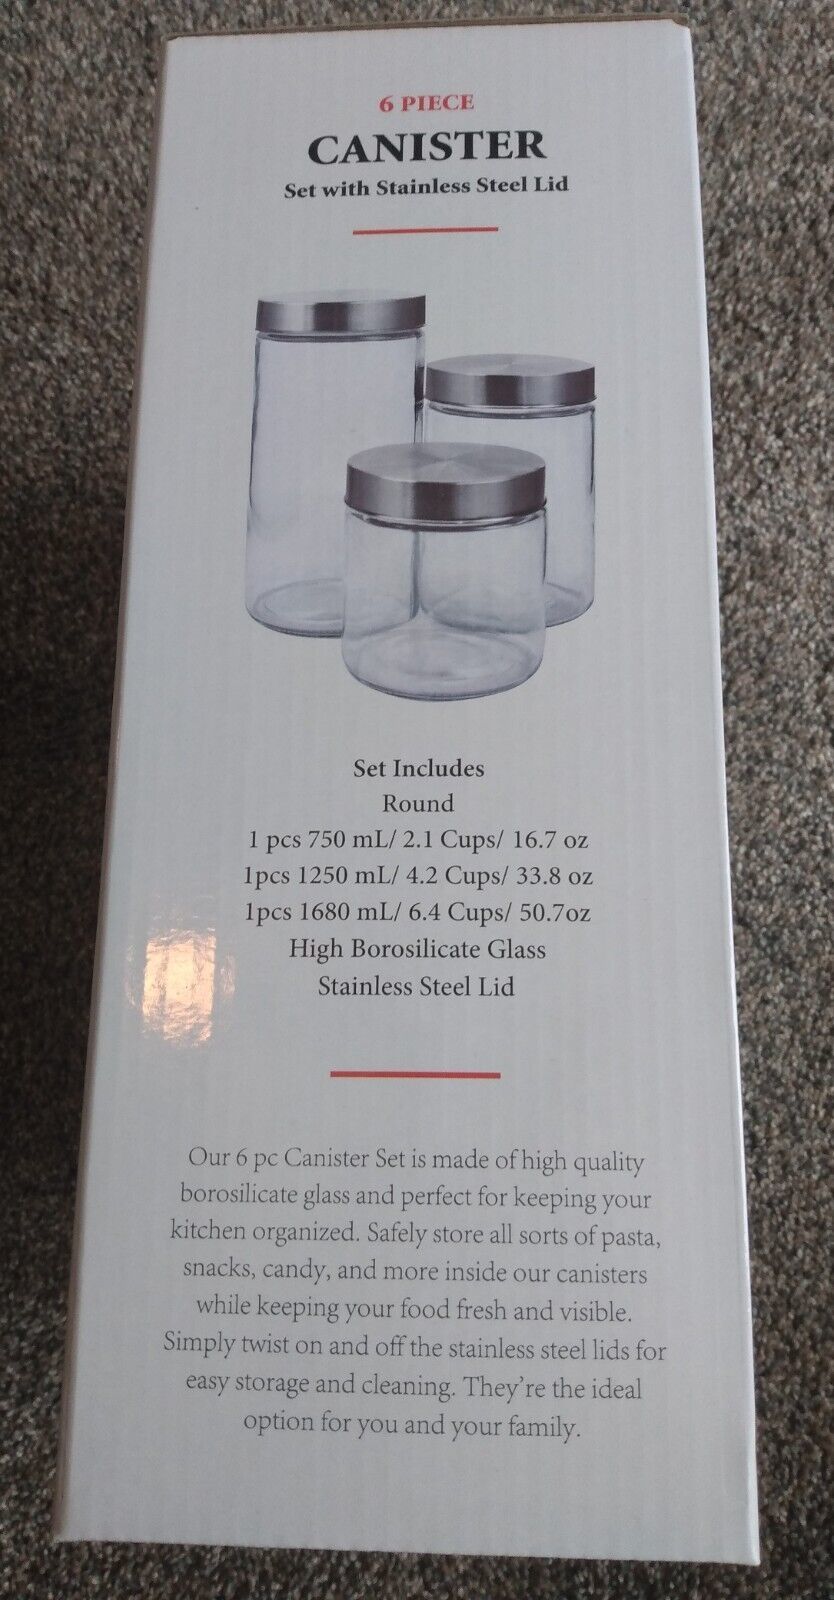 6 PIECE
CANISTER
Set with Stainless Steel Lid
Set Includes
Round
1 pcs 750 mL/ 2.1 Cups/ 16.7 oz
1pcs 1250 mL/ 4.2 Cups/ 33.8 oz
1pcs 1680 mL/ 6.4 Cups/ 50.7oz
High Borosilicate Glass
Stainless Steel Lid
Our 6 pc Canister Set is made of high quality
borosilicate glass and perfect for keeping your
kitchen organized. Safely store all sorts of pasta,
snacks, candy, and more inside our canisters
while keeping your food fresh and visible.
Simply twist on and off the stainless steel lids for
easy storage and cleaning. They're the ideal
option for you and your family.